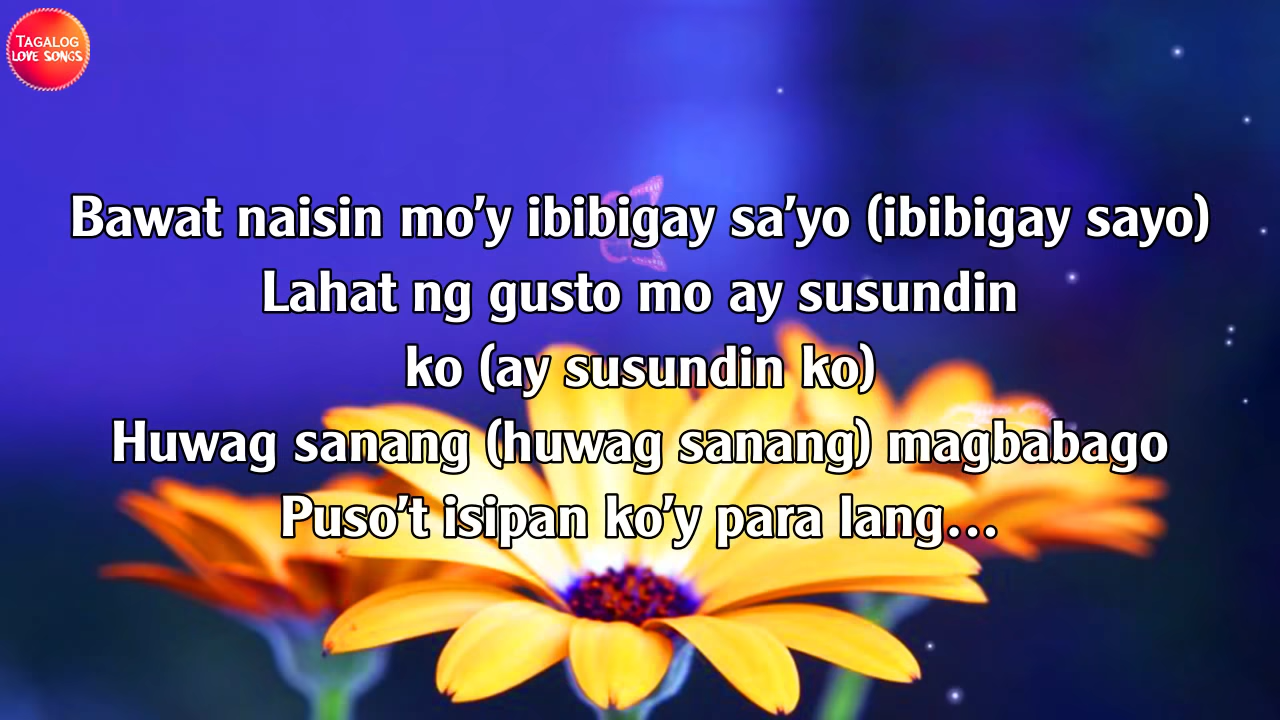 TAGALOG
LOVE SONGS
Bawat naisin mo'y ibibigay sa'yo (ibibigay sayo)
Lahat ng gusto mo ay susundin
ko (ay susundin ko)
Huwag sanang (huwag sanang) magbabago
Puso't isipan ko'y para lang...